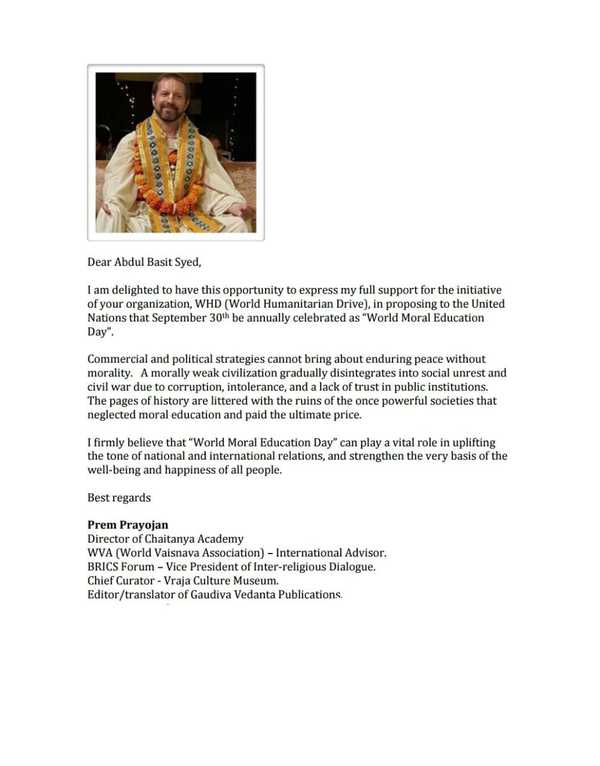 Dear Abdul Basit Syed,
I am delighted to have this opportunity to express my full support for the initiative
of your organization, WHD (World Humanitarian Drive), in proposing to the United
Nations that September 30th be annually celebrated as “World Moral Education
Day”.
Commercial and political strategies cannot bring about enduring peace without
morality.   A morally weak civilization gradually disintegrates into social unrest and
civil war due to corruption, intolerance, and a lack of trust in public institutions.
The pages of history are littered with the ruins of the once powerful societies that
neglected moral education and paid the ultimate price.
I firmly believe that “World Moral Education Day” can play a vital role in uplifting
the tone of national and international relations, and strengthen the very basis of the
well-being and happiness of all people.
Best regards
Prem Prayojan
Director of Chaitanya Academy
WVA (World Vaisnava Association) – International Advisor.
BRICS Forum – Vice President of Inter-religious Dialogue.
Chief Curator - Vraja Culture Museum.
Editor/translator of Gaudiva Vedanta Publications.